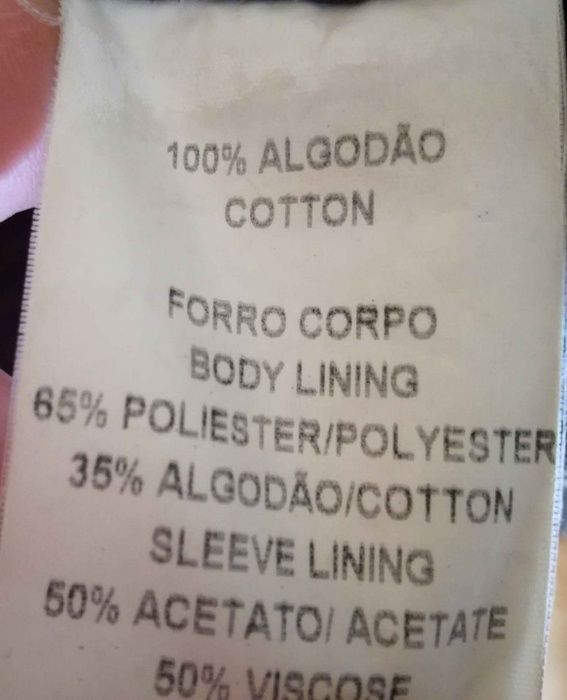 100% ALGODÃO
COTTON
FORRO CORPO
BODY LINING
65% POLIESTER/POLYESTER
35% ALGODÃO/COTTON
SLEEVE LINING
50% ACETATO/ ACETATE
50% VISCOSE